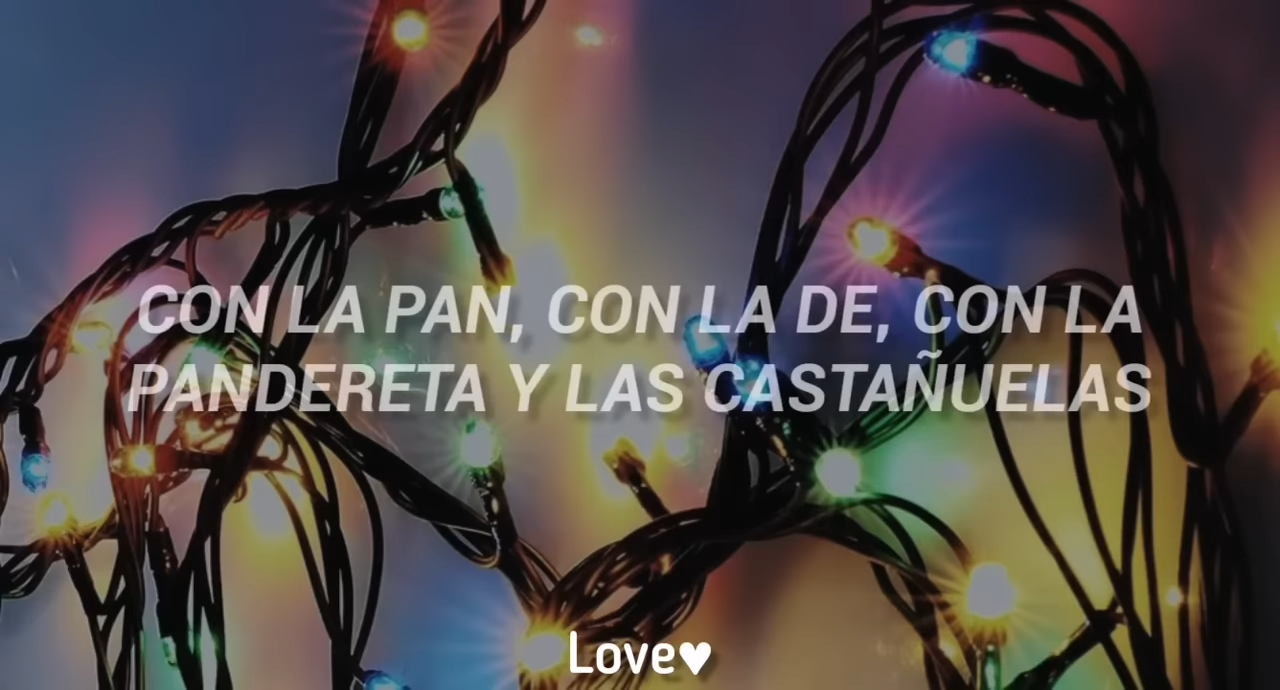 CON LA PAN, CON LA DE, CON LA
PANDERETA Y LAS CASTAÑUELAS
Love♥